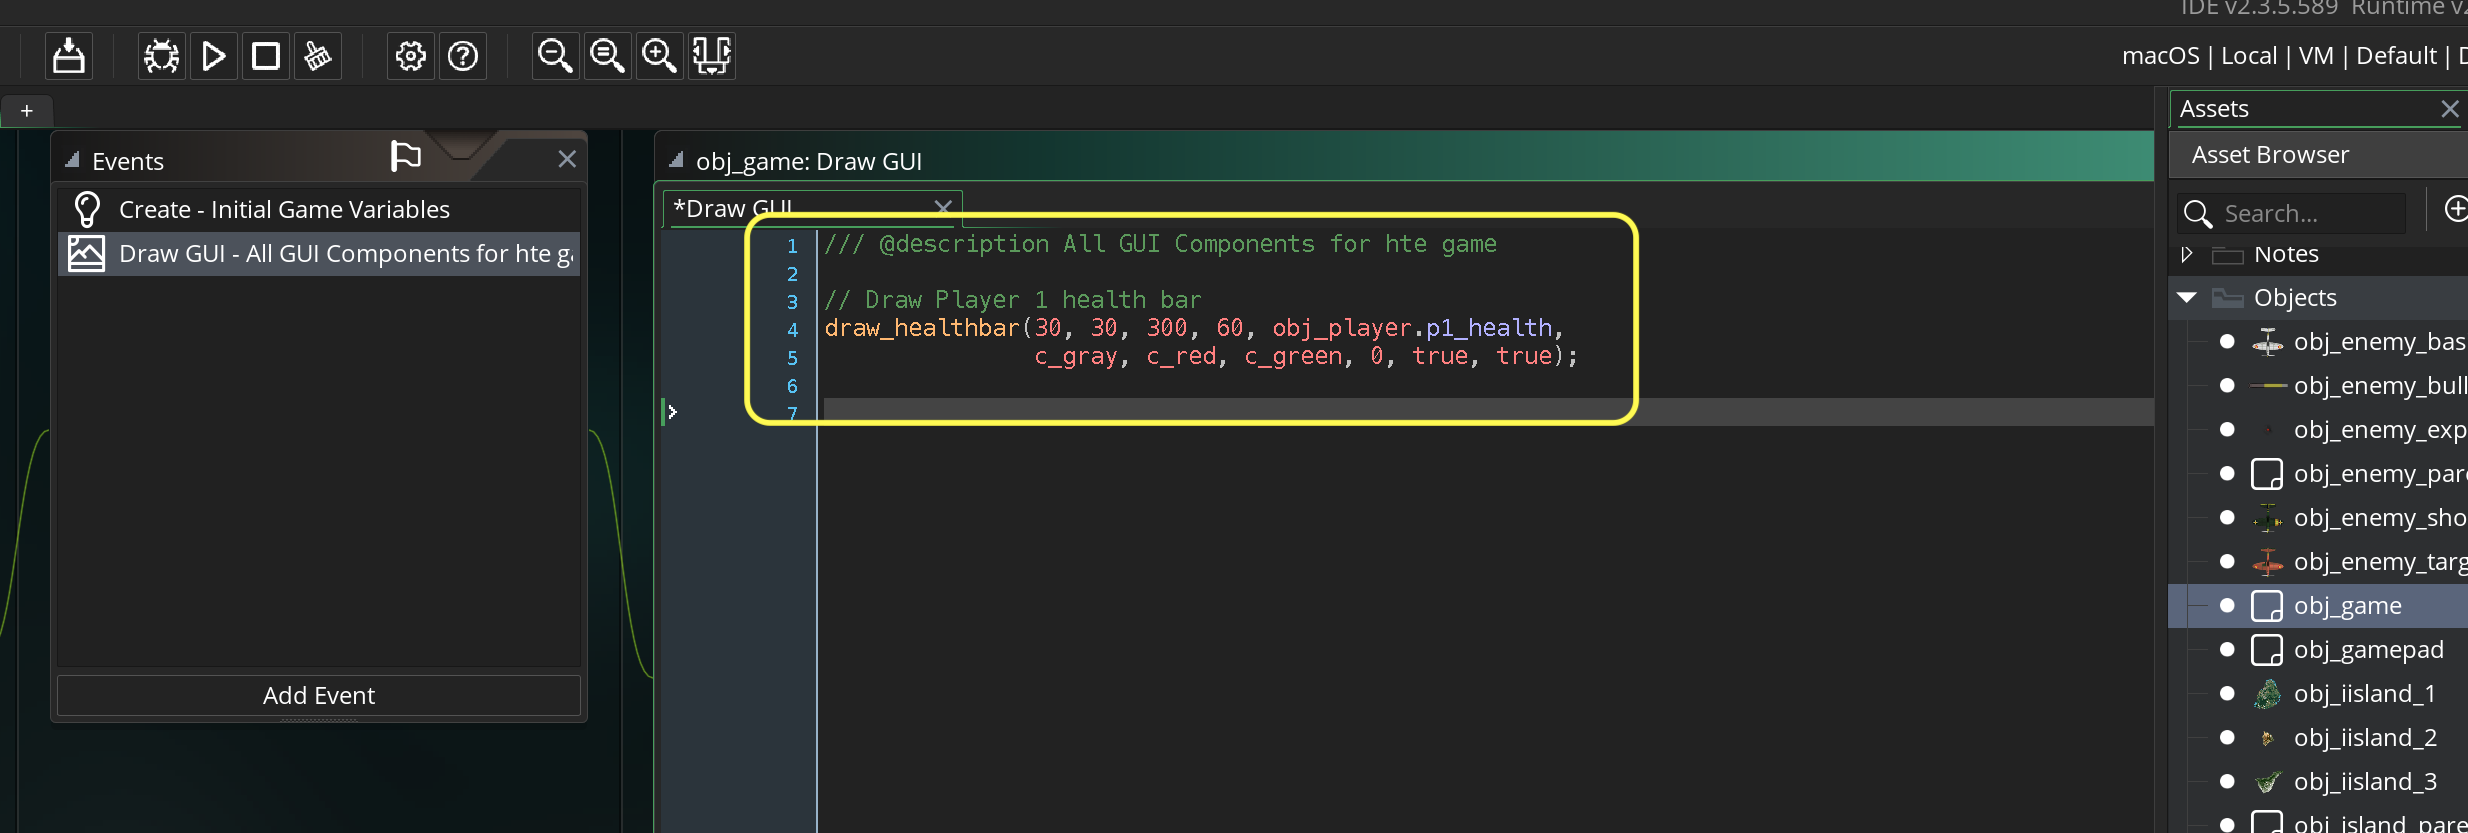 IDE v2.3.5.589 Runtime
macOS | Local | VM | Default |
+
Events
Create - Initial Game Variables
Draw GUI - All GUI Components for hte
Add Event
obj_game: Draw GUI
*Draw GUI
1 /// @description All GUI Components for hte game
2
3 // Draw Player 1 health bar
4 draw_healthbar(30, 30, 300, 60, obj_player.p1_health,
5 c_gray, c_red, c_green, 0, true, true);
6
7
Assets
Asset Browser
Search...
Notes
Objects
obj_enemy_bas
obj_enemy_bull
obj_enemy_exp
obj_enemy_par
obj_enemy_sho
obj_enemy_targ
obj_game
obj_gamepad
obj_iisland_1
obj_iisland_2
obj_iisland_3
obj_island_pare